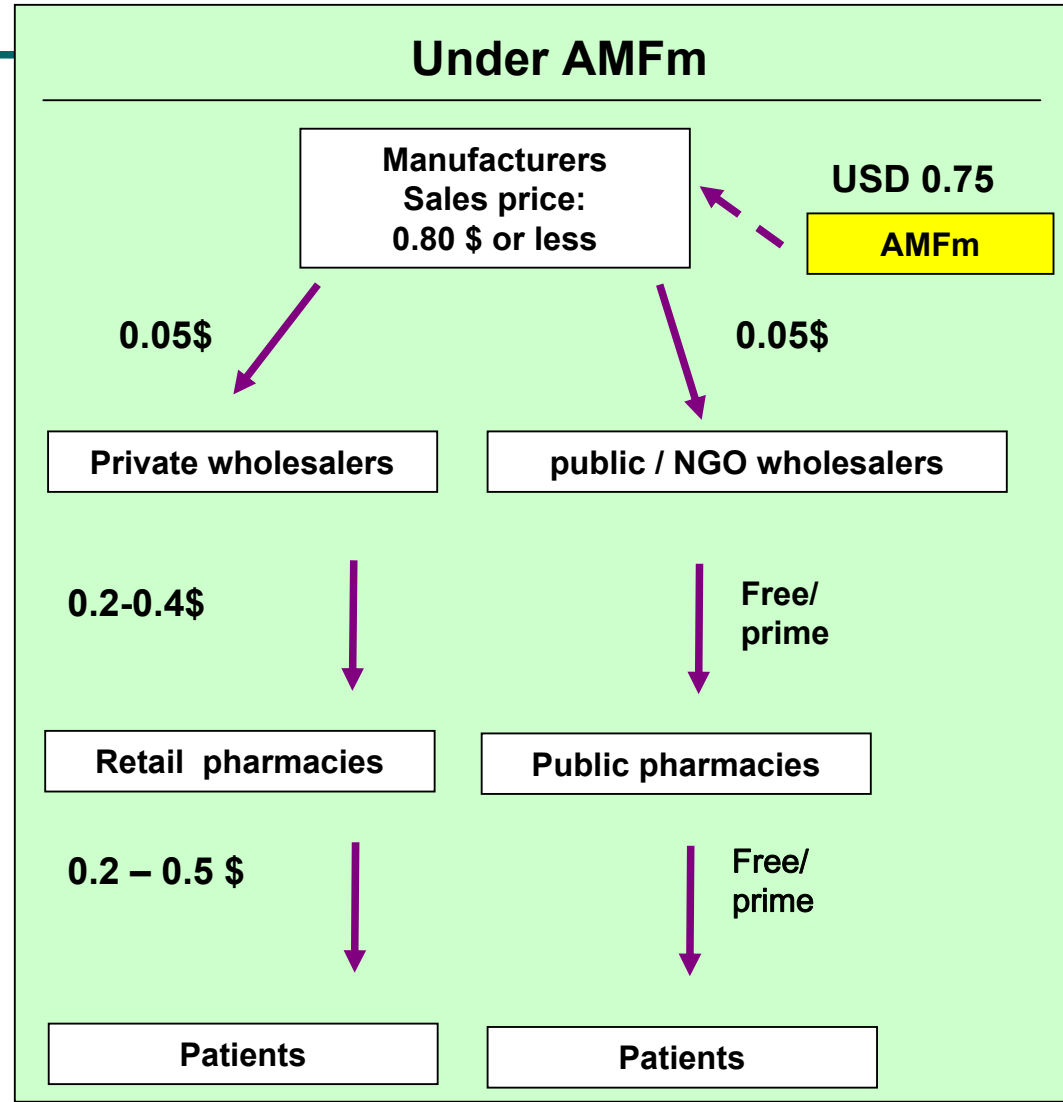 Under AMFm
Manufacturers
Sales price:
0.80 $ or less
USD 0.75
AMFm
0.05$
0.05$
Private wholesalers
public / NGO wholesalers
0.2-0.4$
Free/
prime
Retail pharmacies
Public pharmacies
0.2 – 0.5 $
Free/
prime
Patients
Patients